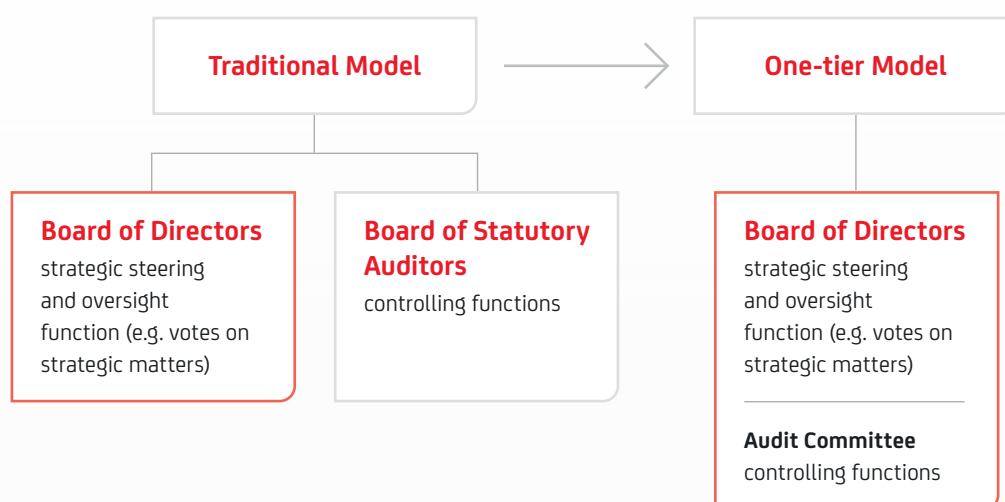 Traditional Model
One-tier Model
Board of Directors
strategic steering
and oversight
function (e.g. votes on
strategic matters)
Board of Statutory
Auditors
controlling functions
Board of Directors
strategic steering
and oversight
function (e.g. votes on
strategic matters)
Audit Committee
controlling functions